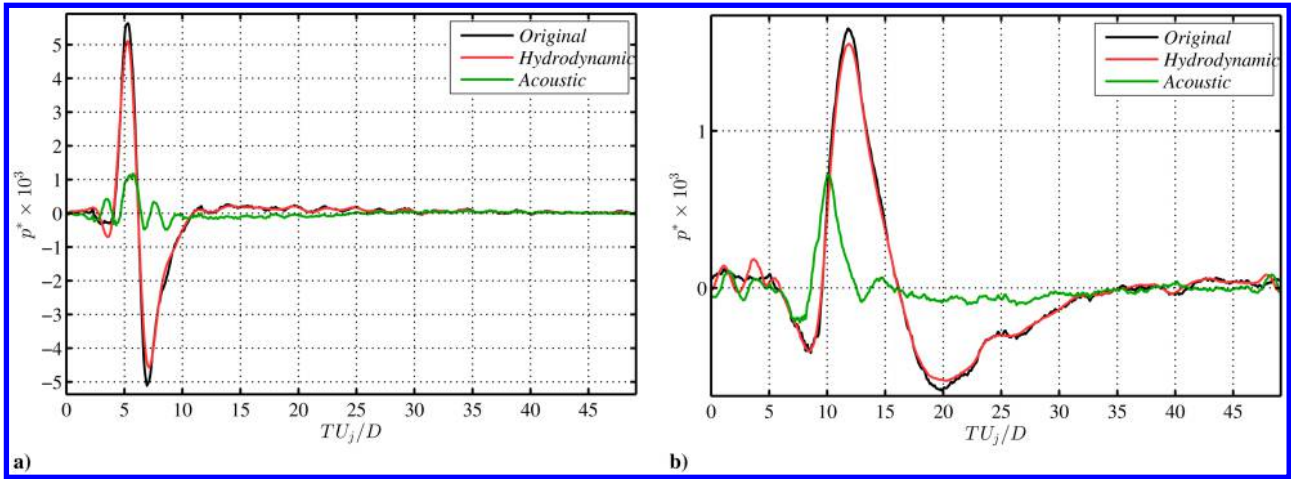 5
4
3
2
1
0
−1
−2
−3
−4
−5
p* × 10³
0 5 10 15 20 25 30 35 40 45
TU_j/D
Original
Hydrodynamic
Acoustic
a)
1
0
p* × 10³
0 5 10 15 20 25 30 35 40 45
TU_j/D
Original
Hydrodynamic
Acoustic
b)